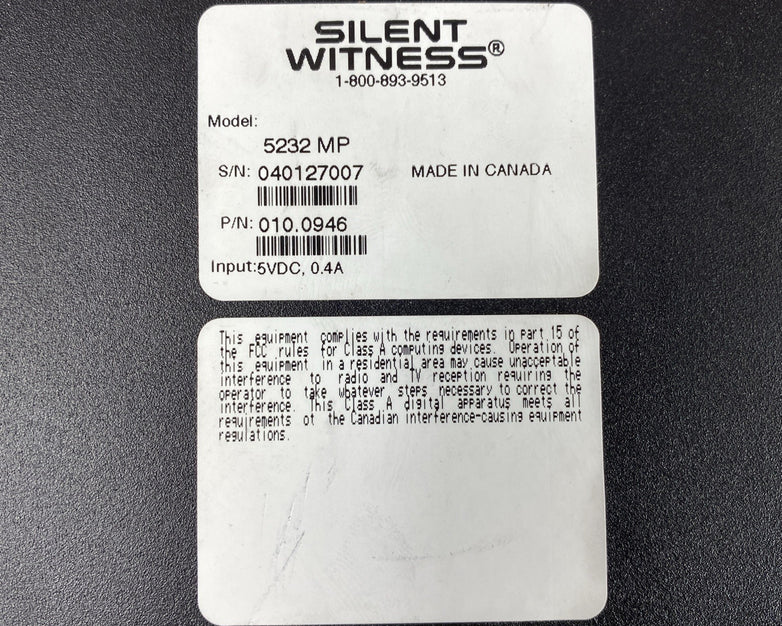 SILENT
WITNESS®
1-800-893-9513
Model:
5232 MP
S/N: 040127007 MADE IN CANADA
P/N: 010.0946
Input:5VDC, 0.4A
This equipment complies with the requirements in part 15 of
the FCC rules for Class A computing devices. Operation of
this equipment in a residential area may cause unacceptable
interference to radio and TV reception requiring the
operator to take whatever steps necessary to correct the
interference. This Class A digital apparatus meets all
requirements of the Canadian interference-causing equipment
regulations.